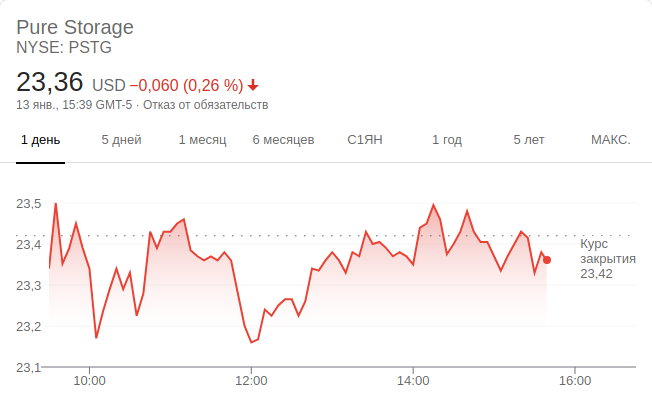 Pure Storage
NYSE: PSTG
23,36 USD −0,060 (0,26 %)
13 янв., 15:39 GMT-5 · Отказ от обязательств
1 день 5 дней 1 месяц 6 месяцев С1ЯН 1 год 5 лет МАКС.
23,5
23,4
23,3
23,2
23,1
Курс
закрытия
23,42
10:00 12:00 14:00 16:00